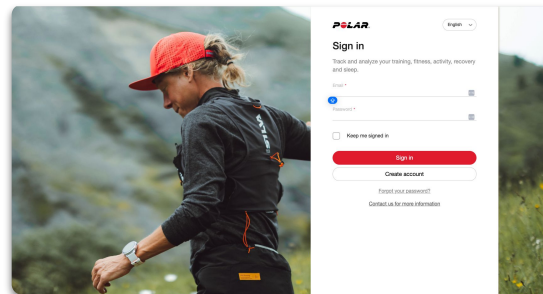 POLAR.
English
Sign in
Track and analyze your training, fitness, activity, recovery
and sleep.
Email *
Password *
Keep me signed in
Sign in
Create account
Forgot your password?
Contact us for more information
SILVA